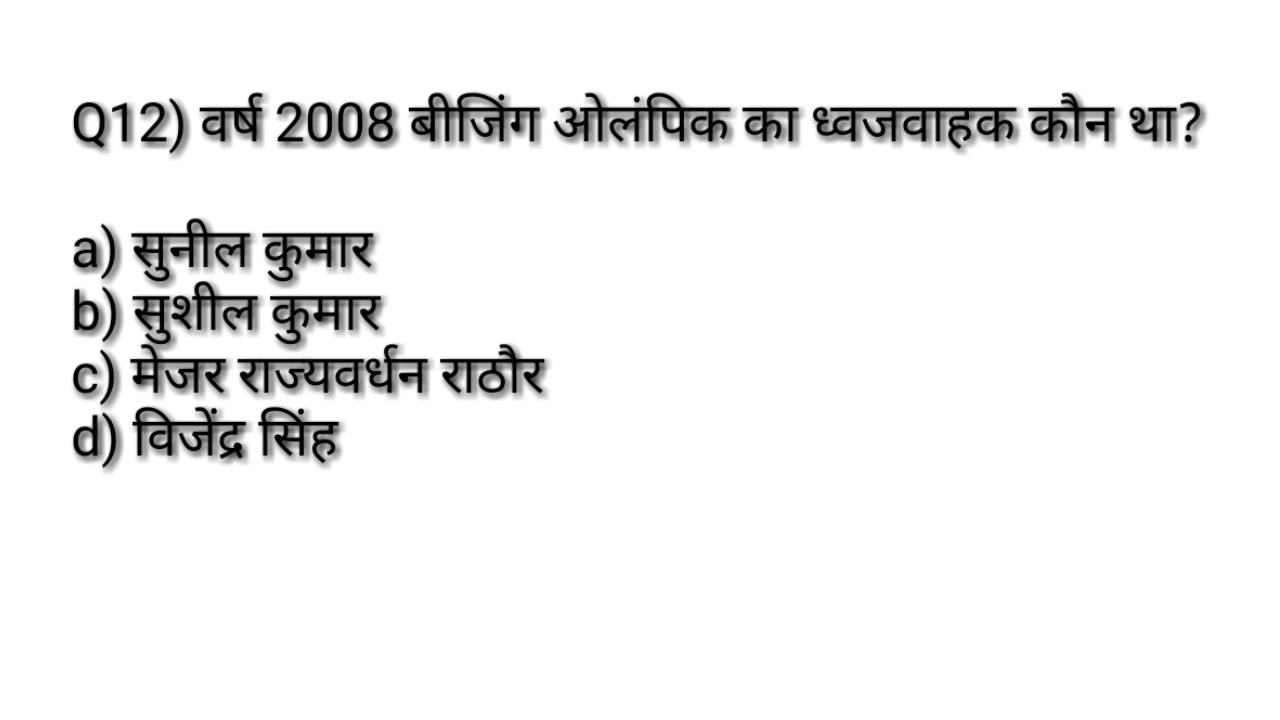 Q12) वर्ष 2008 बीजिंग ओलंपिक का ध्वजवाहक कौन था?
a) सुनील कुमार
b) सुशील कुमार
c) मेजर राज्यवर्धन राठौर
d) विजेंद्र सिंह